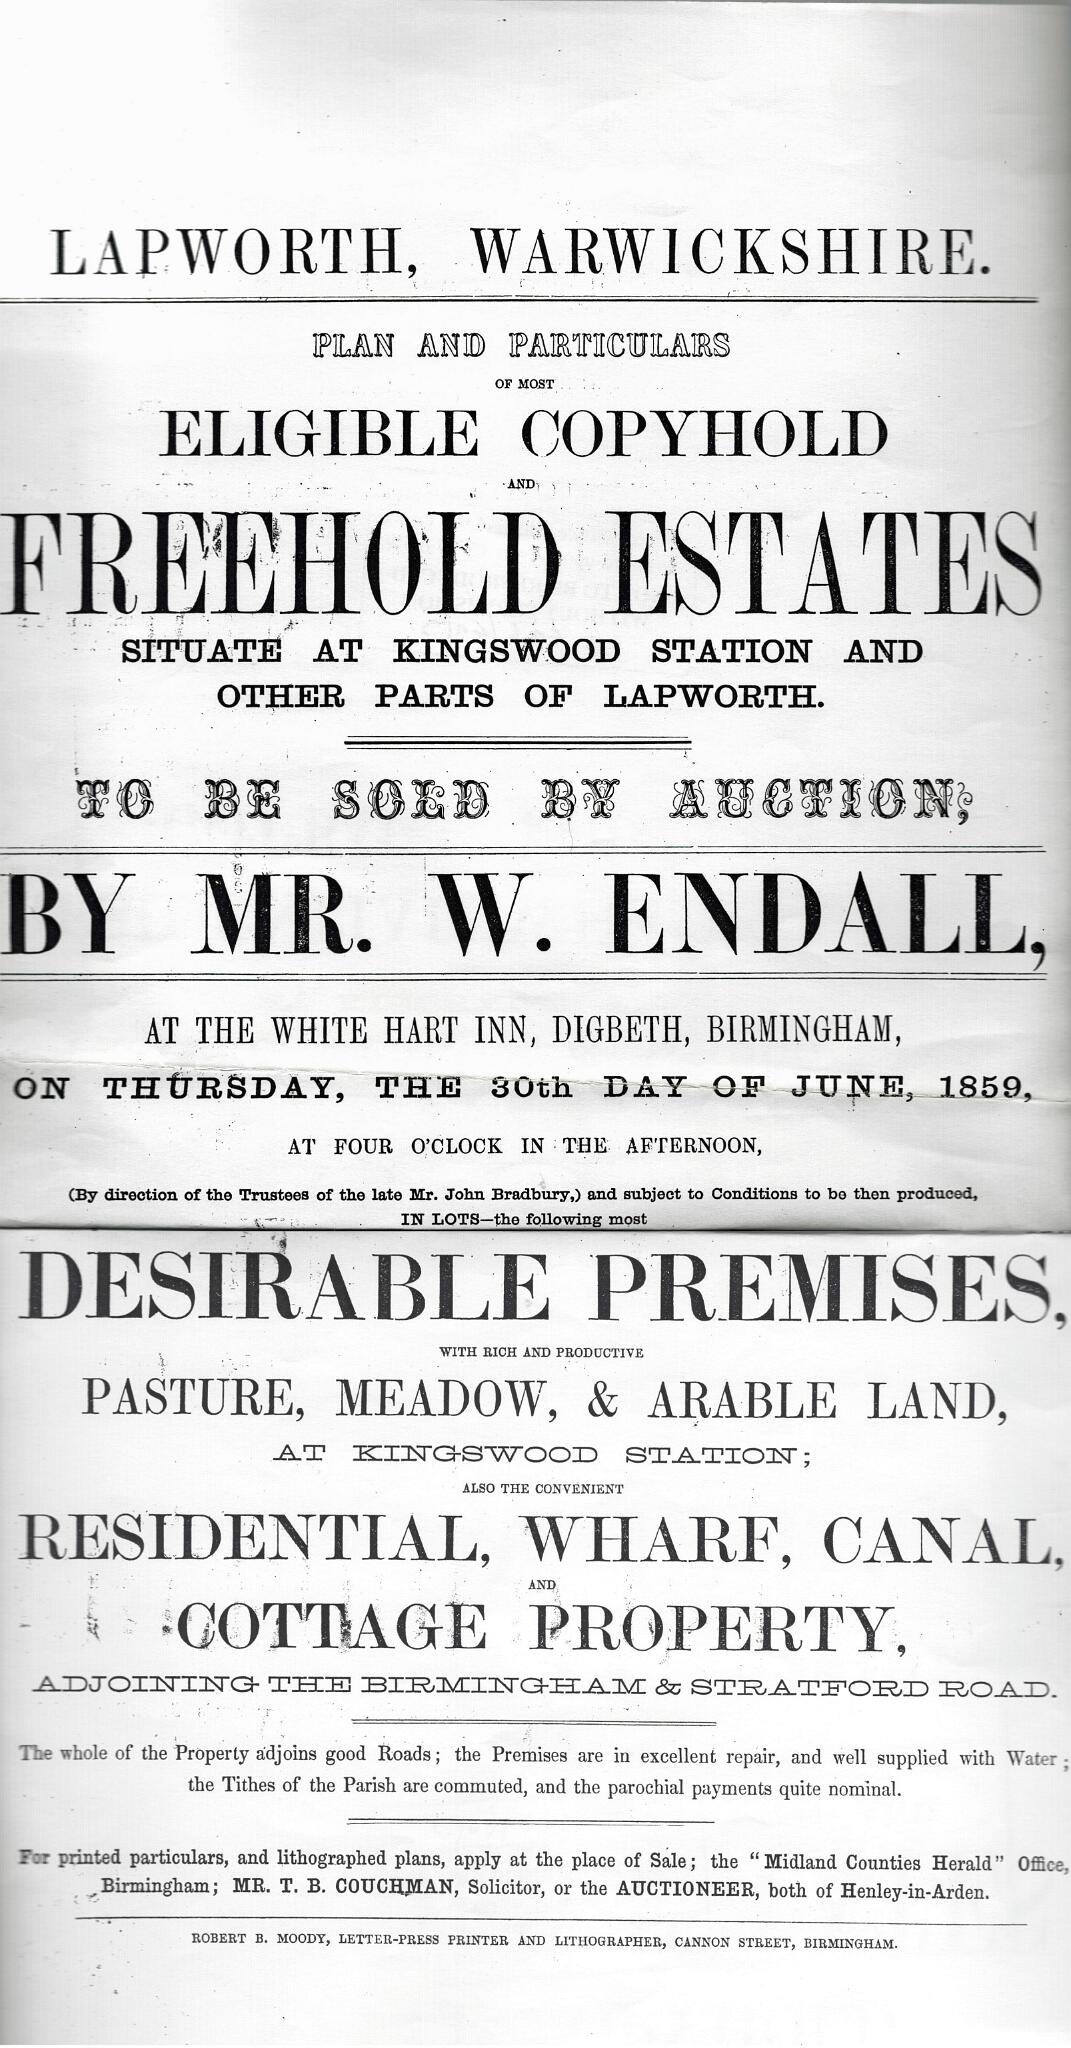 LAPWORTH, WARWICKSHIRE.
PLAN AND PARTICULARS
OF MOST
ELIGIBLE COPYHOLD
AND
FREEHOLD ESTATES
SITUATE AT KINGSWOOD STATION AND
OTHER PARTS OF LAPWORTH.
TO BE SOLD BY AUCTION,
BY MR. W. ENDALL,
AT THE WHITE HART INN, DIGBETH, BIRMINGHAM,
ON THURSDAY, THE 30th DAY OF JUNE, 1859,
AT FOUR O'CLOCK IN THE AFTERNOON,
(By direction of the Trustees of the late Mr. John Bradbury,) and subject to Conditions to be then produced,
IN LOTS—the following most
DESIRABLE PREMISES,
WITH RICH AND PRODUCTIVE
PASTURE, MEADOW, & ARABLE LAND,
AT KINGSWOOD STATION;
ALSO THE CONVENIENT
RESIDENTIAL, WHARF, CANAL,
AND
COTTAGE PROPERTY,
ADJOINING THE BIRMINGHAM & STRATFORD ROAD.
The whole of the Property adjoins good Roads; the Premises are in excellent repair, and well supplied with Water;
the Tithes of the Parish are commuted, and the parochial payments quite nominal.
For printed particulars, and lithographed plans, apply at the place of Sale; the "Midland Counties Herald" Office,
Birmingham; MR. T. B. COUCHMAN, Solicitor, or the AUCTIONEER, both of Henley-in-Arden.
ROBERT B. MOODY, LETTER-PRESS PRINTER AND LITHOGRAPHER, CANNON STREET, BIRMINGHAM.